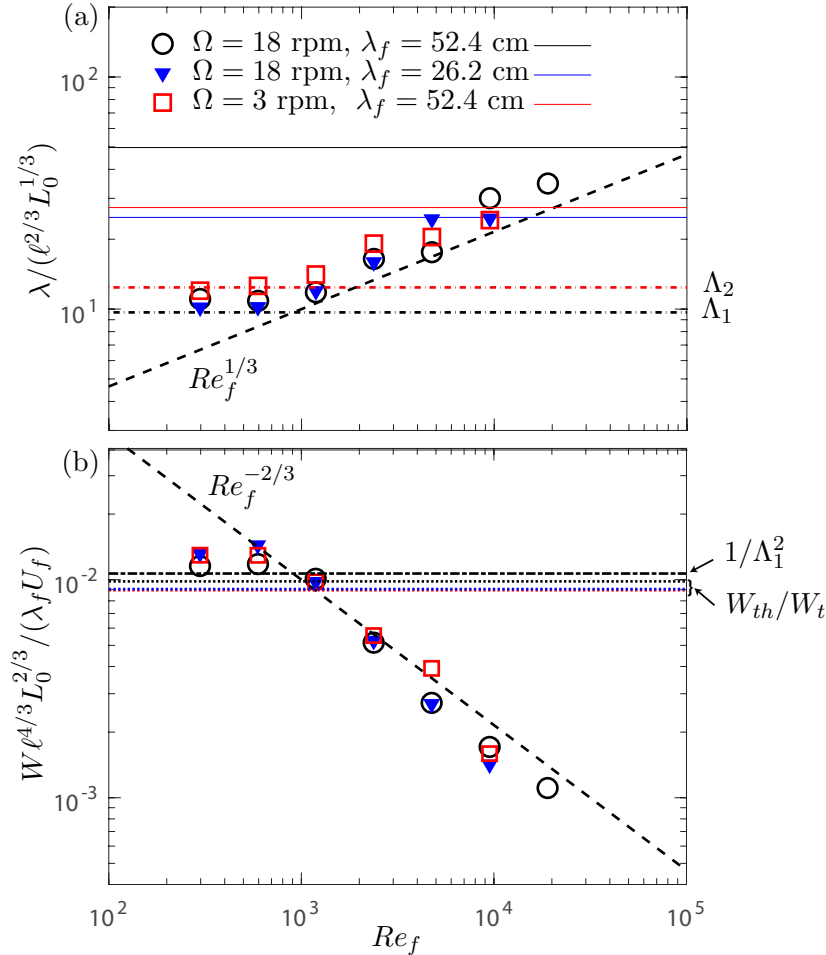 (a)
Ω = 18 rpm, λ_f = 52.4 cm
Ω = 18 rpm, λ_f = 26.2 cm
Ω = 3 rpm, λ_f = 52.4 cm
10^2
λ/(ℓ^{2/3} L_0^{1/3})
Λ_2
Λ_1
10^1
Re_f^{1/3}
(b)
Re_f^{-2/3}
1/Λ_1^2
10^{-2}
W_{th}/W_t
Wℓ^{4/3} L_0^{2/3}/(λ_f U_f)
10^{-3}
10^2 10^3 10^4 10^5
Re_f